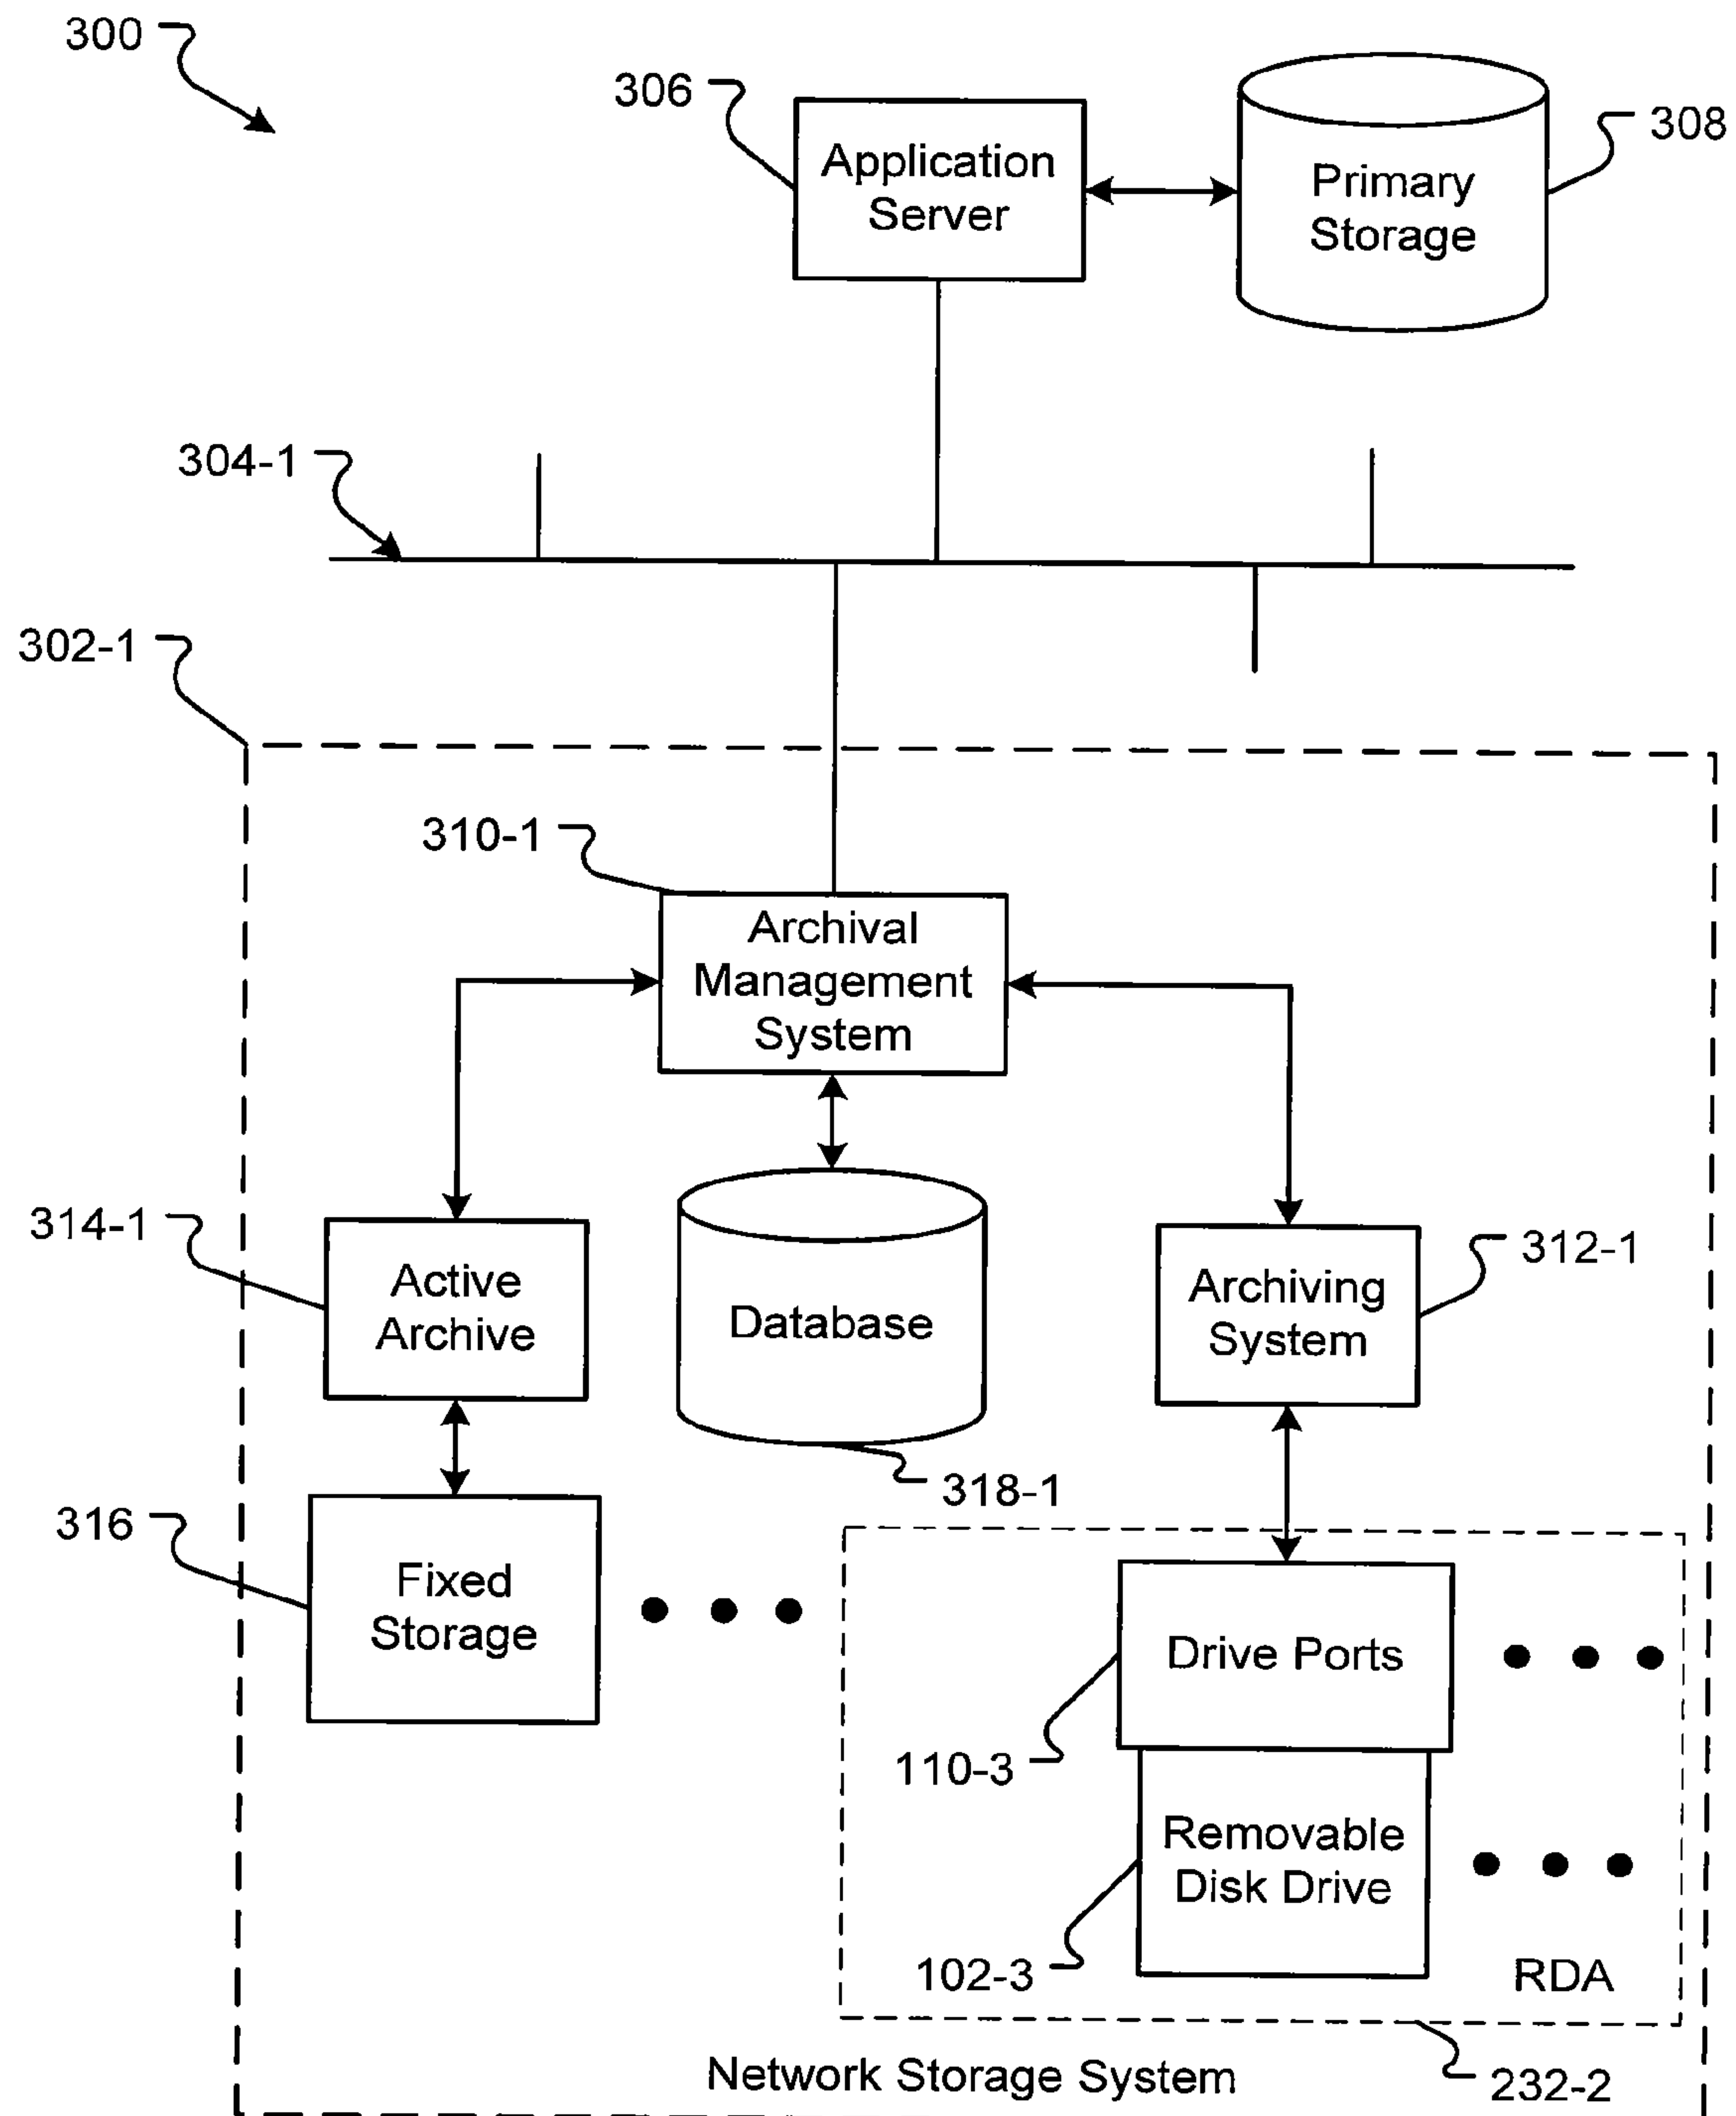 300
306
Application
Server
Primary
Storage
308
304-1
302-1
310-1
Archival
Management
System
314-1
Active
Archive
Database
Archiving
System
312-1
318-1
316
Fixed
Storage
Drive Ports
110-3
Removable
Disk Drive
102-3
RDA
Network Storage System
232-2